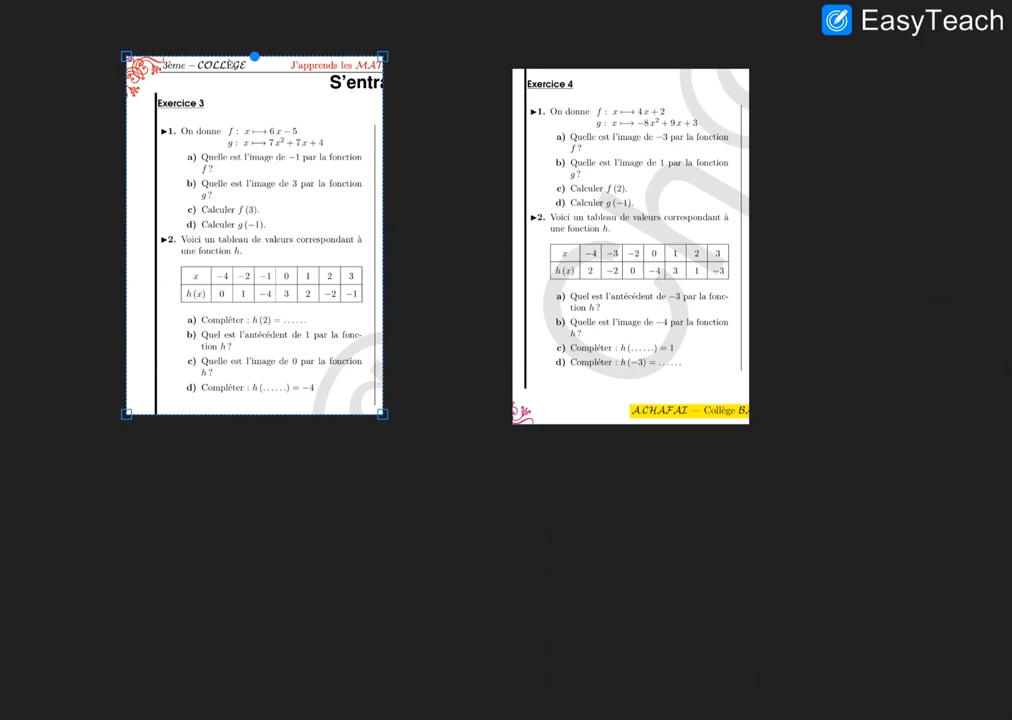 EasyTeach
3ème – COLLÈGE J'apprends les MAT
S'entr
Exercice 3
▶1. On donne f : x ⟼ 6x − 5
g : x ⟼ 7x² + 7x + 4
a) Quelle est l'image de −1 par la fonction
f ?
b) Quelle est l'image de 3 par la fonction
g ?
c) Calculer f (3).
d) Calculer g (−1).
▶2. Voici un tableau de valeurs correspondant à
une fonction h.
x −4 −2 −1 0 1 2 3
h (x) 0 1 −4 3 2 −2 −1
a) Compléter : h (2) = ......
b) Quel est l'antécédent de 1 par la fonc-
tion h ?
c) Quelle est l'image de 0 par la fonction
h ?
d) Compléter : h (......) = −4
Exercice 4
▶1. On donne f : x ⟼ 4x + 2
g : x ⟼ −8x² + 9x + 3
a) Quelle est l'image de −3 par la fonction
f ?
b) Quelle est l'image de 1 par la fonction
g ?
c) Calculer f (2).
d) Calculer g (−1).
▶2. Voici un tableau de valeurs correspondant à
une fonction h.
x −4 −3 −2 0 1 2 3
h (x) 2 −2 0 −4 3 1 −3
a) Quel est l'antécédent de −3 par la fonc-
tion h ?
b) Quelle est l'image de −4 par la fonction
h ?
c) Compléter : h (......) = 1
d) Compléter : h (−3) = ......
A.CHAFAI — Collège BA